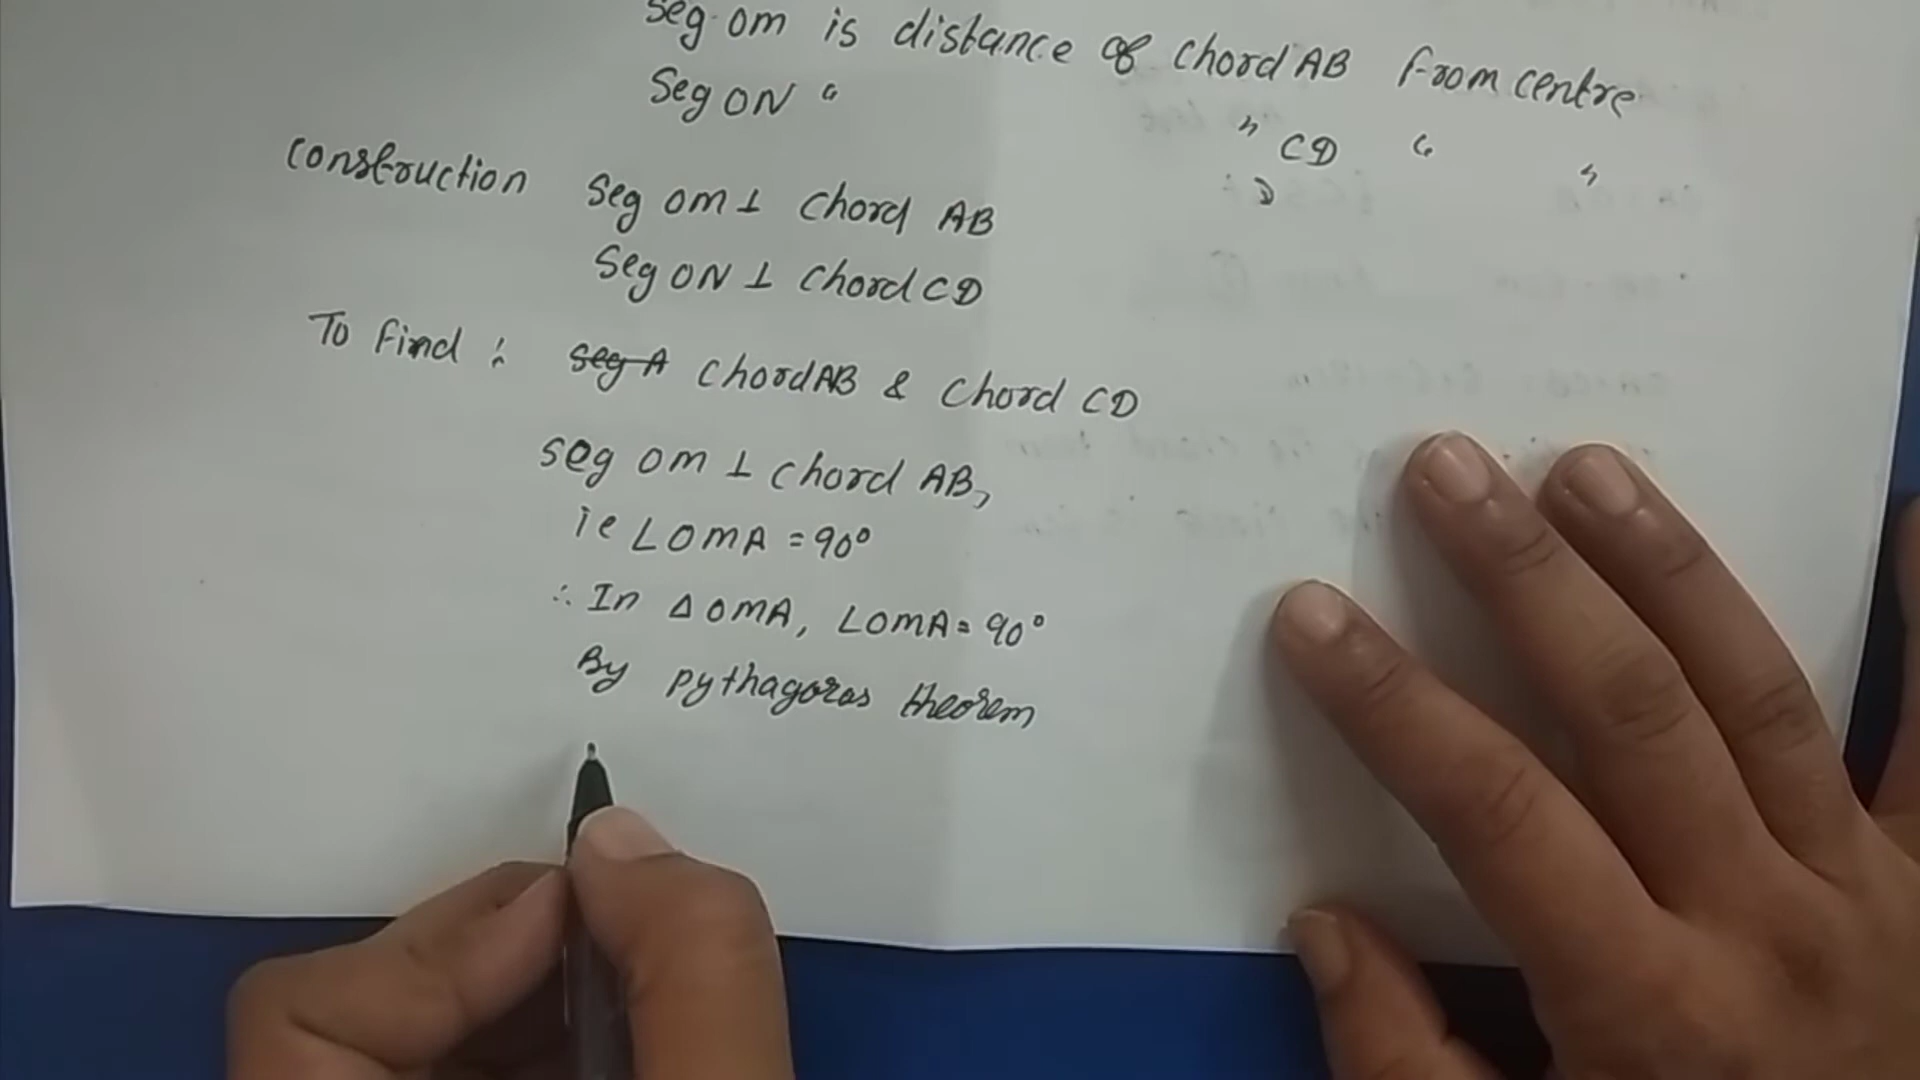 Seg om is distance of chord AB from centre
Seg ON " " CD " "
construction Seg om ⊥ chord AB
Seg ON ⊥ chord CD
To find : seg A chord AB & chord CD
seg om ⊥ chord AB,
ie ∠OMA = 90°
∴ In △ OMA, ∠OMA = 90°
By pythagoras theorem